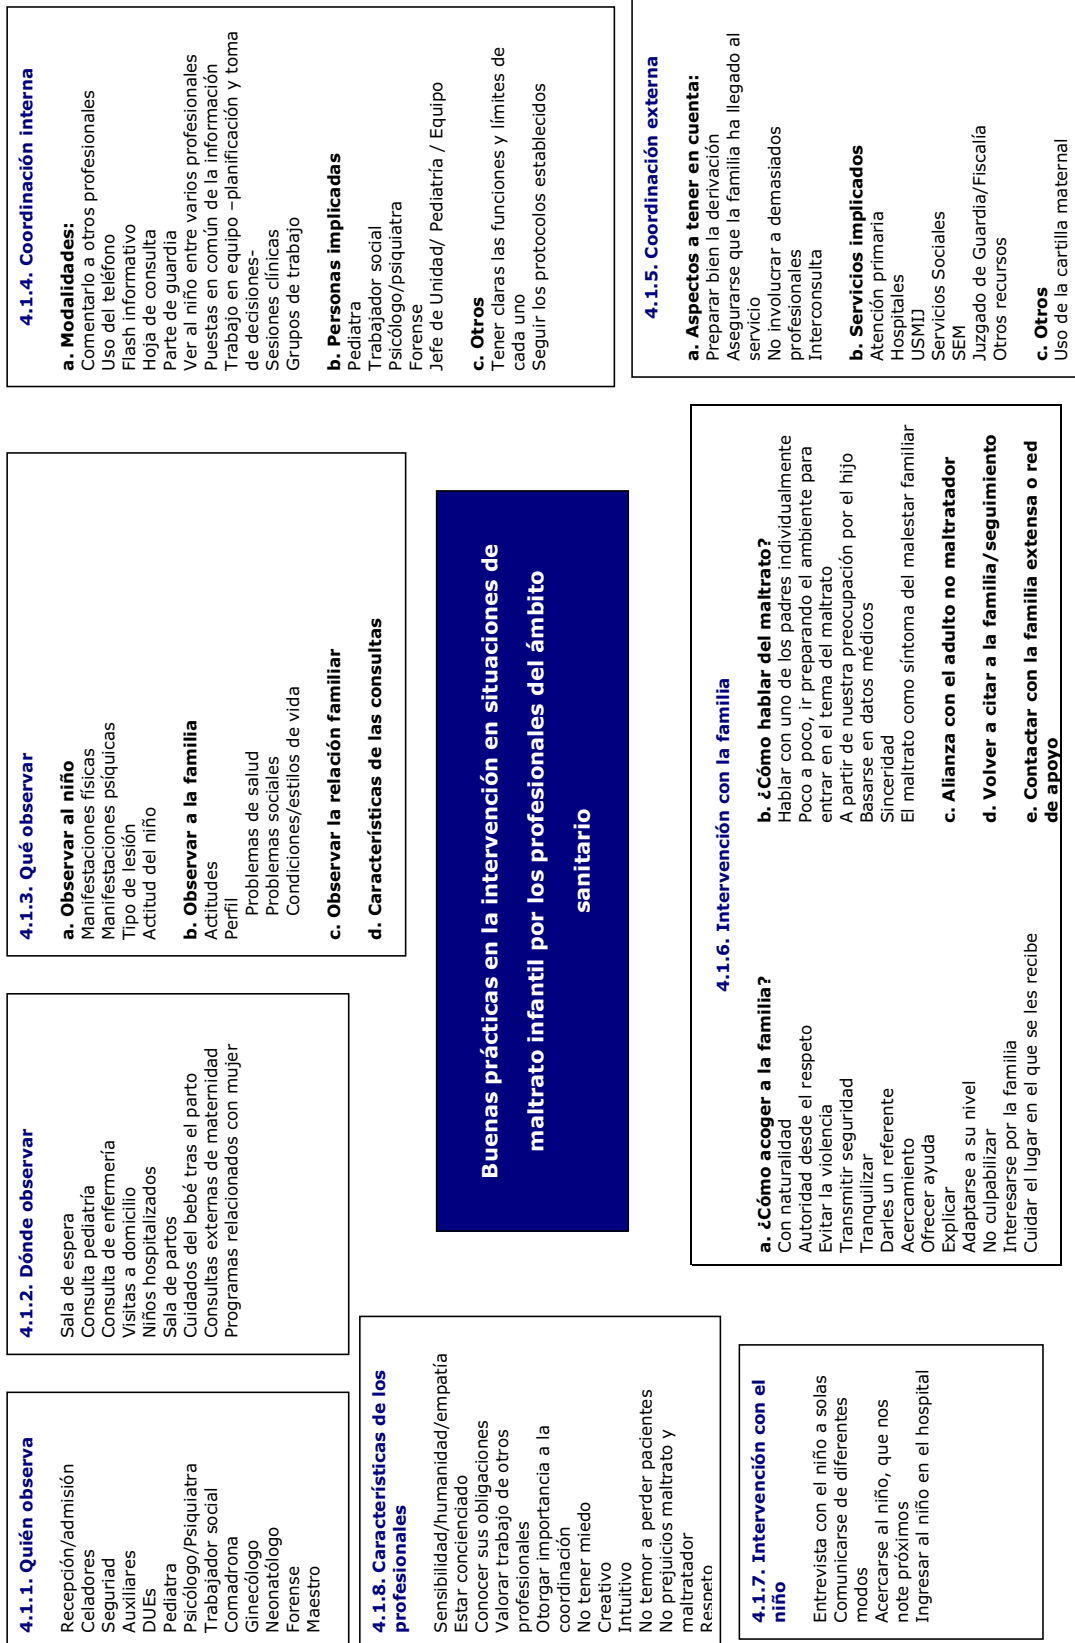 4.1.1. Quién observa
Recepción/admisión
Celadores
Seguriad
Auxiliares
DUEs
Pediatra
Psicólogo/Psiquiatra
Trabajador social
Comadrona
Ginecólogo
Neonatólogo
Forense
Maestro
4.1.2. Dónde observar
Sala de espera
Consulta pediatría
Consulta de enfermería
Visitas a domicilio
Niños hospitalizados
Sala de partos
Cuidados del bebé tras el parto
Consultas externas de maternidad
Programas relacionados con mujer
4.1.3. Qué observar
a. Observar al niño
Manifestaciones físicas
Manifestaciones psíquicas
Tipo de lesión
Actitud del niño
b. Observar a la familia
Actitudes
Perfil
Problemas de salud
Problemas sociales
Condiciones/estilos de vida
c. Observar la relación familiar
d. Características de las consultas
4.1.4. Coordinación interna
a. Modalidades:
Comentarlo a otros profesionales
Uso del teléfono
Flash informativo
Hoja de consulta
Parte de guardia
Ver al niño entre varios profesionales
Puestas en común de la información
Trabajo en equipo –planificación y toma
de decisiones-
Sesiones clínicas
Grupos de trabajo
b. Personas implicadas
Pediatra
Trabajador social
Psicólogo/psiquiatra
Forense
Jefe de Unidad/ Pediatría / Equipo
c. Otros
Tener claras las funciones y límites de
cada uno
Seguir los protocolos establecidos
4.1.8. Características de los
profesionales
Sensibilidad/humanidad/empatía
Estar concienciado
Conocer sus obligaciones
Valorar trabajo de otros
profesionales
Otorgar importancia a la
coordinación
No tener miedo
Creativo
Intuitivo
No temor a perder pacientes
No prejuicios maltrato y
maltratador
Respeto
Buenas prácticas en la intervención en situaciones de
maltrato infantil por los profesionales del ámbito
sanitario
4.1.5. Coordinación externa
a. Aspectos a tener en cuenta:
Preparar bien la derivación
Asegurarse que la familia ha llegado al
servicio
No involucrar a demasiados
profesionales
Interconsulta
b. Servicios implicados
Atención primaria
Hospitales
USMIJ
Servicios Sociales
SEM
Juzgado de Guardia/Fiscalía
Otros recursos
c. Otros
Uso de la cartilla maternal
4.1.7. Intervención con el
niño
Entrevista con el niño a solas
Comunicarse de diferentes
modos
Acercarse al niño, que nos
note próximos
Ingresar al niño en el hospital
4.1.6. Intervención con la familia
a. ¿Cómo acoger a la familia?
Con naturalidad
Autoridad desde el respeto
Evitar la violencia
Transmitir seguridad
Tranquilizar
Darles un referente
Acercamiento
Ofrecer ayuda
Explicar
Adaptarse a su nivel
No culpabilizar
Interesarse por la familia
Cuidar el lugar en el que se les recibe
b. ¿Cómo hablar del maltrato?
Hablar con uno de los padres individualmente
Poco a poco, ir preparando el ambiente para
entrar en el tema del maltrato
A partir de nuestra preocupación por el hijo
Basarse en datos médicos
Sinceridad
El maltrato como síntoma del malestar familiar
c. Alianza con el adulto no maltratador
d. Volver a citar a la familia/seguimiento
e. Contactar con la familia extensa o red
de apoyo